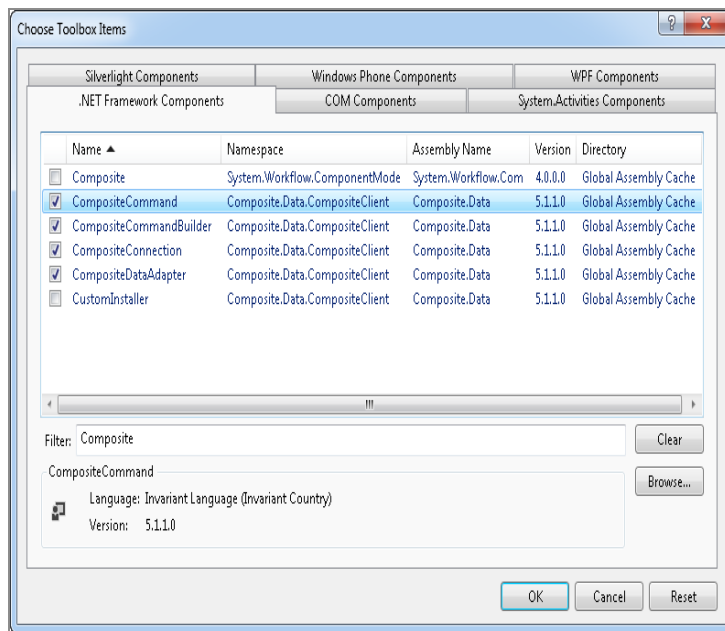 Choose Toolbox Items
Silverlight Components Windows Phone Components WPF Components
.NET Framework Components COM Components System.Activities Components
Name Namespace Assembly Name Version Directory
Composite System.Workflow.ComponentMode System.Workflow.Com 4.0.0.0 Global Assembly Cache
CompositeCommand Composite.Data.CompositeClient Composite.Data 5.1.1.0 Global Assembly Cache
CompositeCommandBuilder Composite.Data.CompositeClient Composite.Data 5.1.1.0 Global Assembly Cache
CompositeConnection Composite.Data.CompositeClient Composite.Data 5.1.1.0 Global Assembly Cache
CompositeDataAdapter Composite.Data.CompositeClient Composite.Data 5.1.1.0 Global Assembly Cache
CustomInstaller Composite.Data.CompositeClient Composite.Data 5.1.1.0 Global Assembly Cache
Filter: Composite Clear
CompositeCommand Browse...
Language: Invariant Language (Invariant Country)
Version: 5.1.1.0
OK Cancel Reset